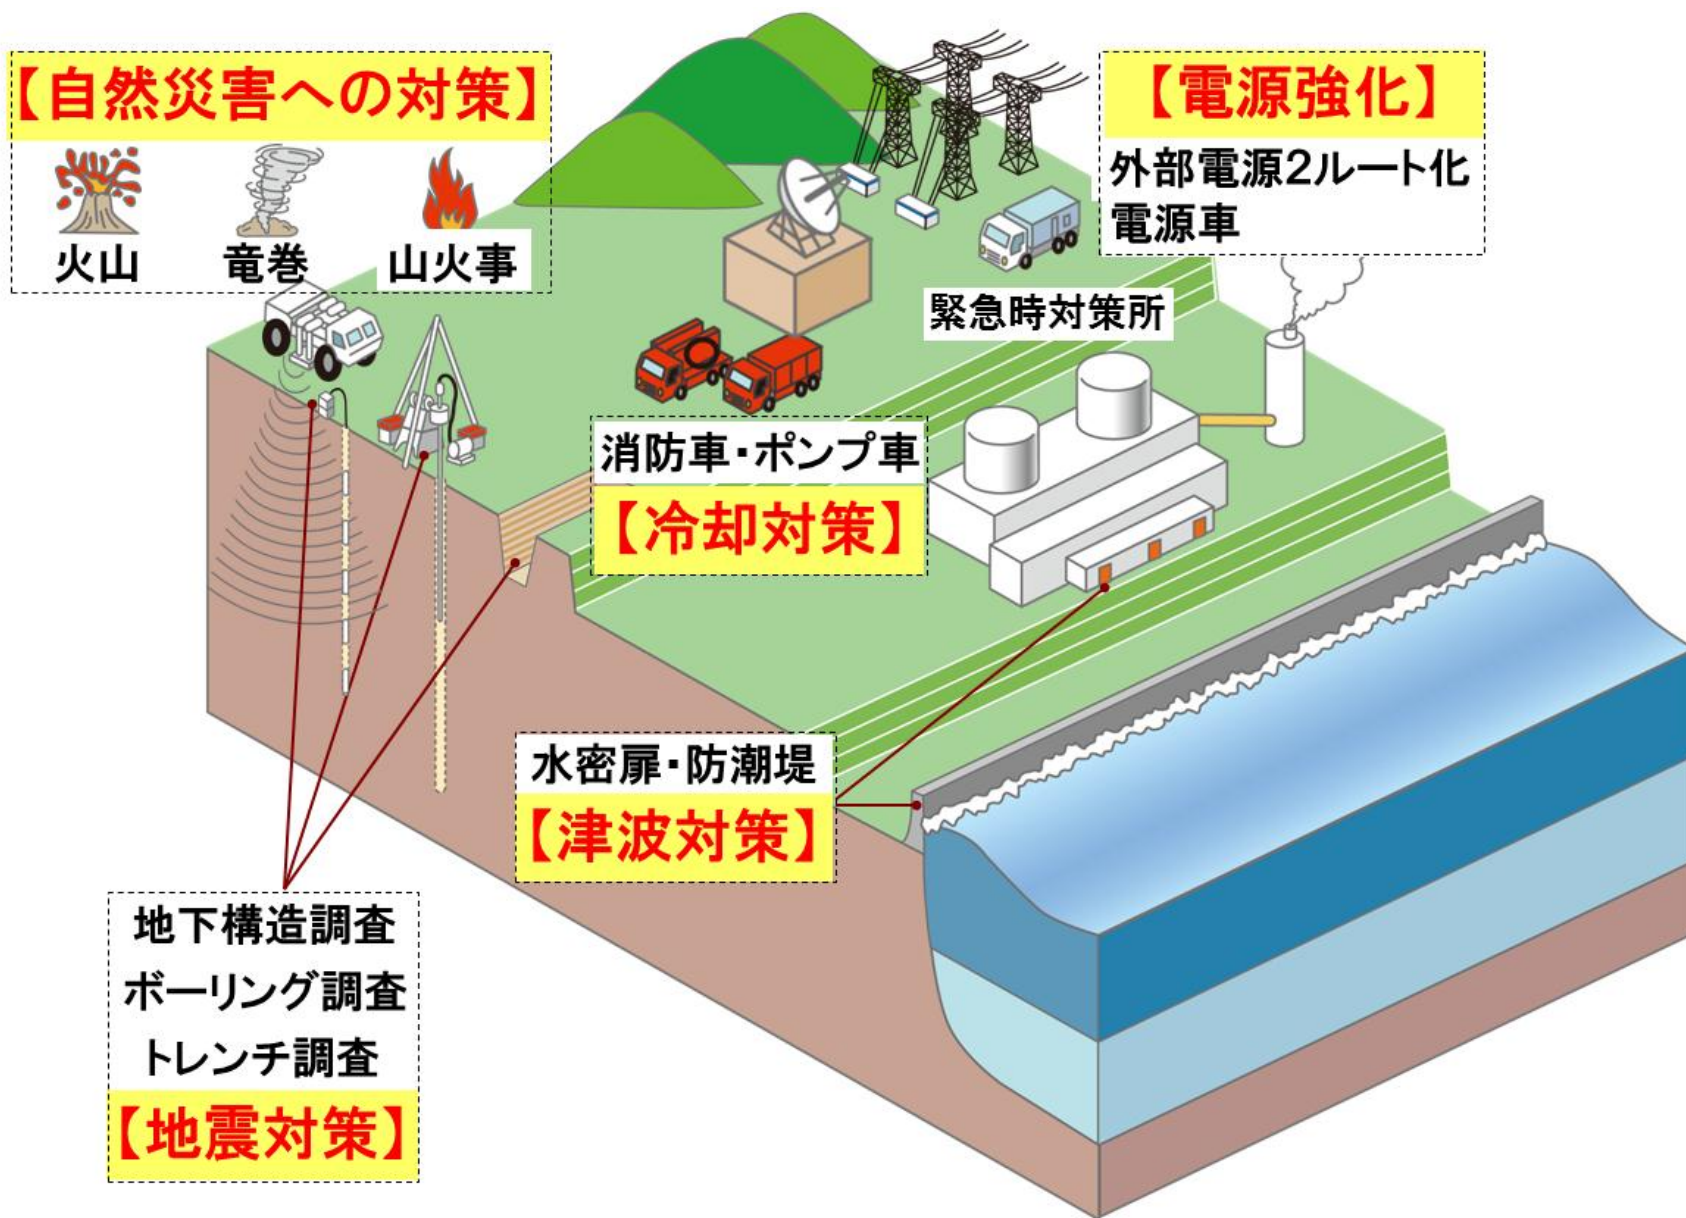 【自然災害への対策】
火山
竜巻
山火事
【電源強化】
外部電源2ルート化
電源車
緊急時対策所
消防車・ポンプ車
【冷却対策】
水密扉・防潮堤
【津波対策】
地下構造調査
ボーリング調査
トレンチ調査
【地震対策】